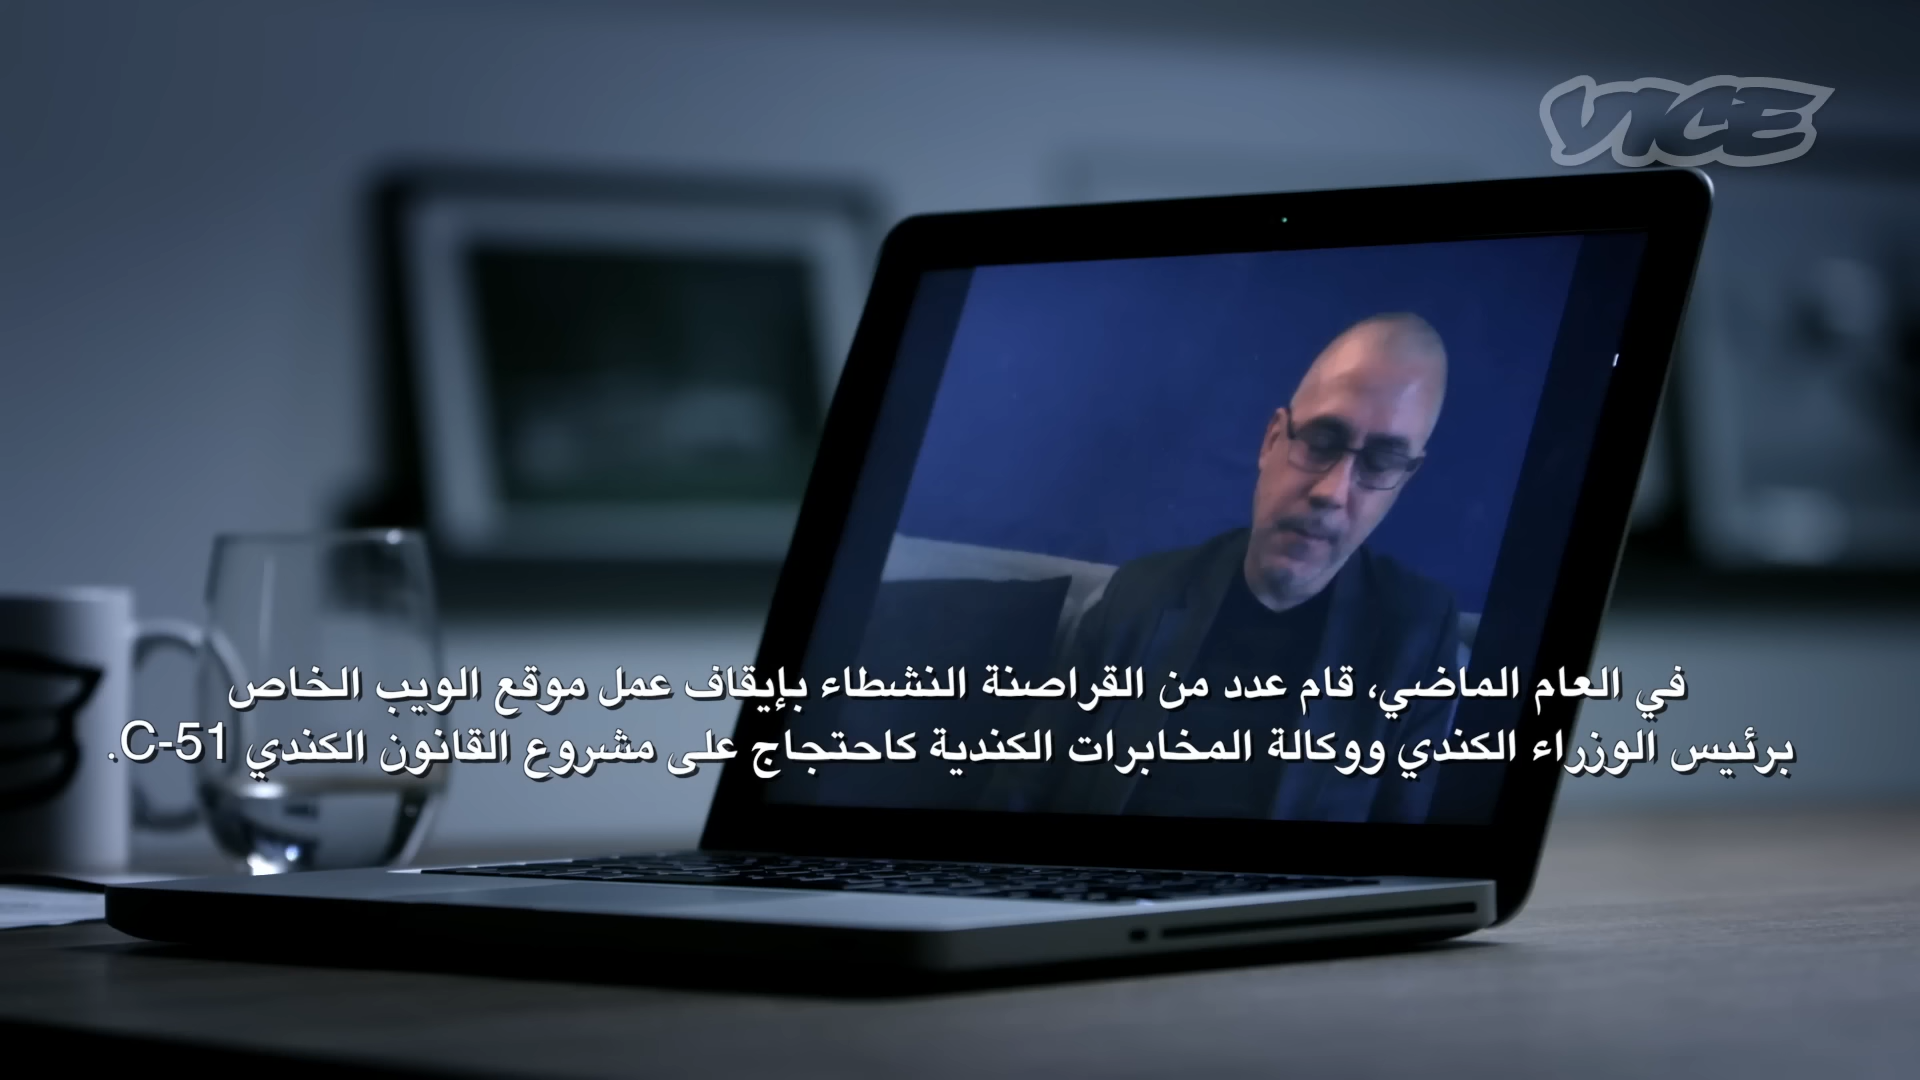 VICE
في العام الماضي، قام عدد من القراصنة النشطاء بإيقاف عمل موقع الويب الخاص
برئيس الوزراء الكندي ووكالة المخابرات الكندية كاحتجاج على مشروع القانون الكندي C-51.